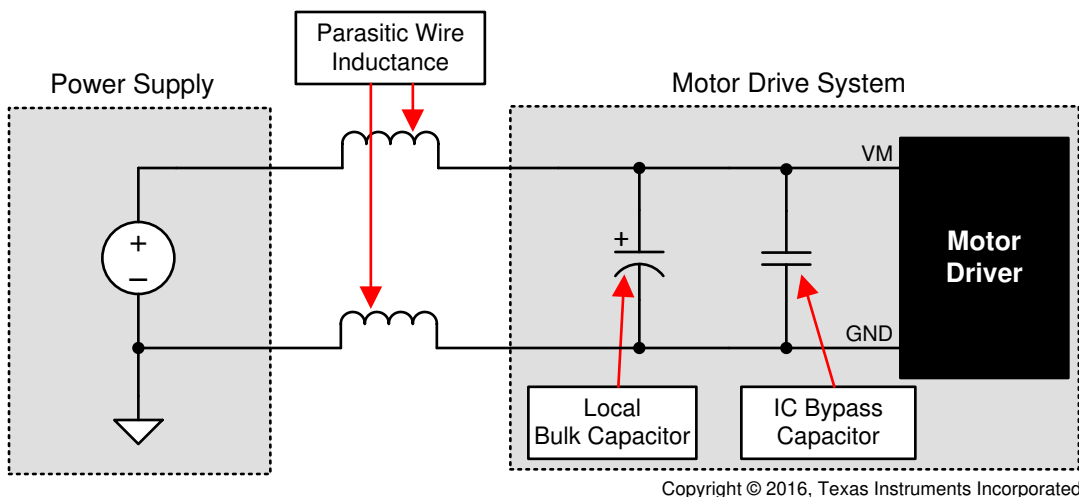 Parasitic Wire
Inductance
Power Supply
Motor Drive System
VM
+
–
+
Motor
Driver
GND
Local
Bulk Capacitor
IC Bypass
Capacitor
Copyright © 2016, Texas Instruments Incorporated